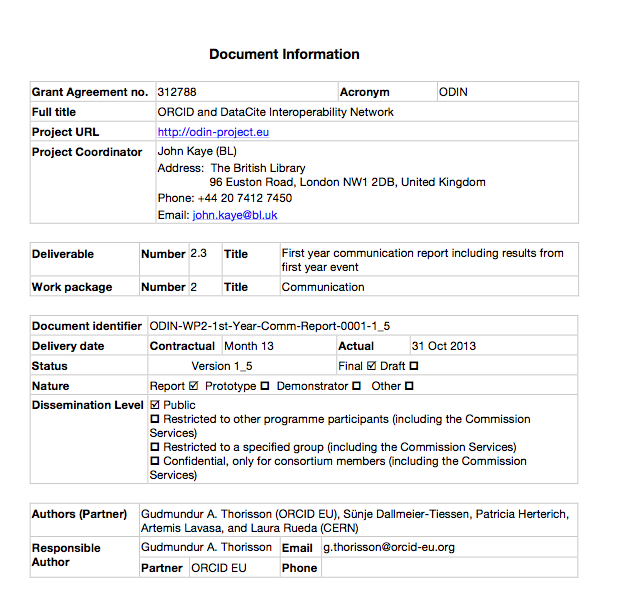 Document Information
Grant Agreement no. 312788 Acronym ODIN
Full title ORCID and DataCite Interoperability Network
Project URL http://odin-project.eu
Project Coordinator John Kaye (BL)
Address: The British Library
96 Euston Road, London NW1 2DB, United Kingdom
Phone: +44 20 7412 7450
Email: john.kaye@bl.uk
Deliverable Number 2.3 Title First year communication report including results from
first year event
Work package Number 2 Title Communication
Document identifier ODIN-WP2-1st-Year-Comm-Report-0001-1_5
Delivery date Contractual Month 13 Actual 31 Oct 2013
Status Version 1_5 Final ☑ Draft ☐
Nature Report ☑ Prototype ☐ Demonstrator ☐ Other ☐
Dissemination Level ☑ Public
☐ Restricted to other programme participants (including the Commission
Services)
☐ Restricted to a specified group (including the Commission Services)
☐ Confidential, only for consortium members (including the Commission
Services)
Authors (Partner) Gudmundur A. Thorisson (ORCID EU), Sünje Dallmeier-Tiessen, Patricia Herterich,
Artemis Lavasa, and Laura Rueda (CERN)
Responsible Gudmundur A. Thorisson Email g.thorisson@orcid-eu.org
Author Partner ORCID EU Phone